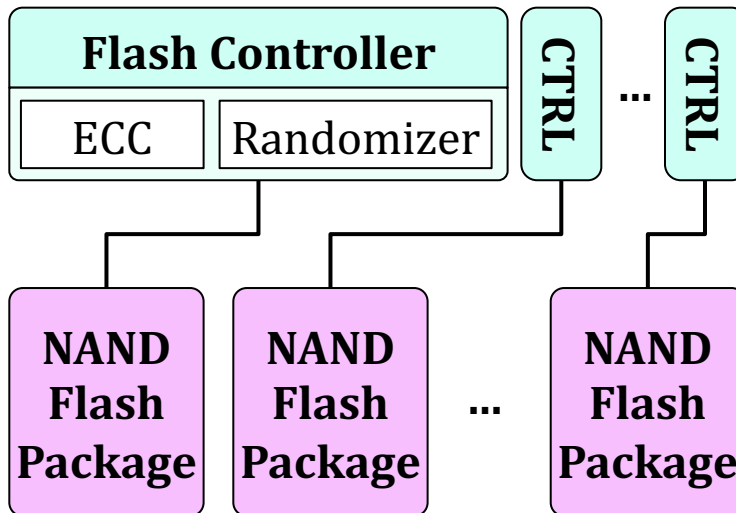 Flash Controller
ECC
Randomizer
CTRL
...
CTRL
NAND
Flash
Package
NAND
Flash
Package
...
NAND
Flash
Package